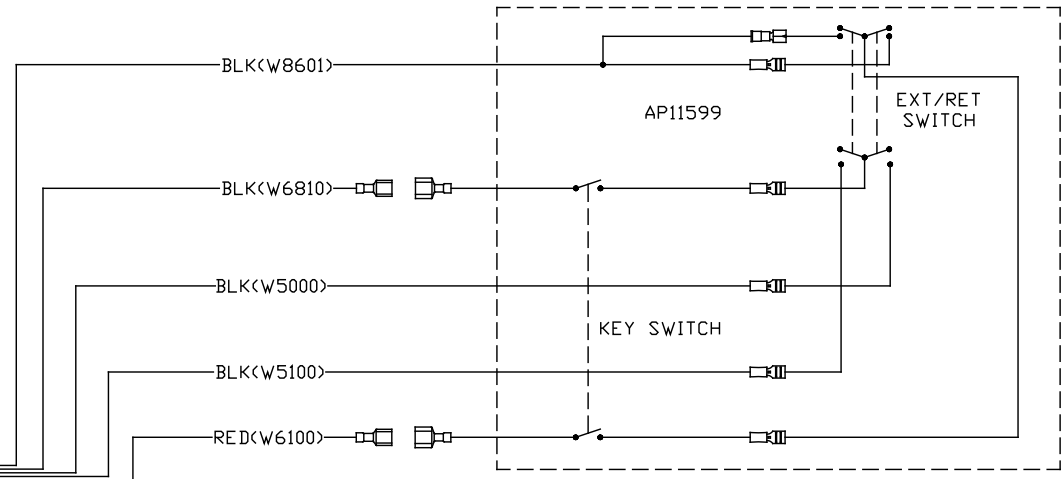 BLK(W8601)
EXT/RET
SWITCH
AP11599
BLK(W6810)
BLK(W5000)
KEY SWITCH
BLK(W5100)
RED(W6100)